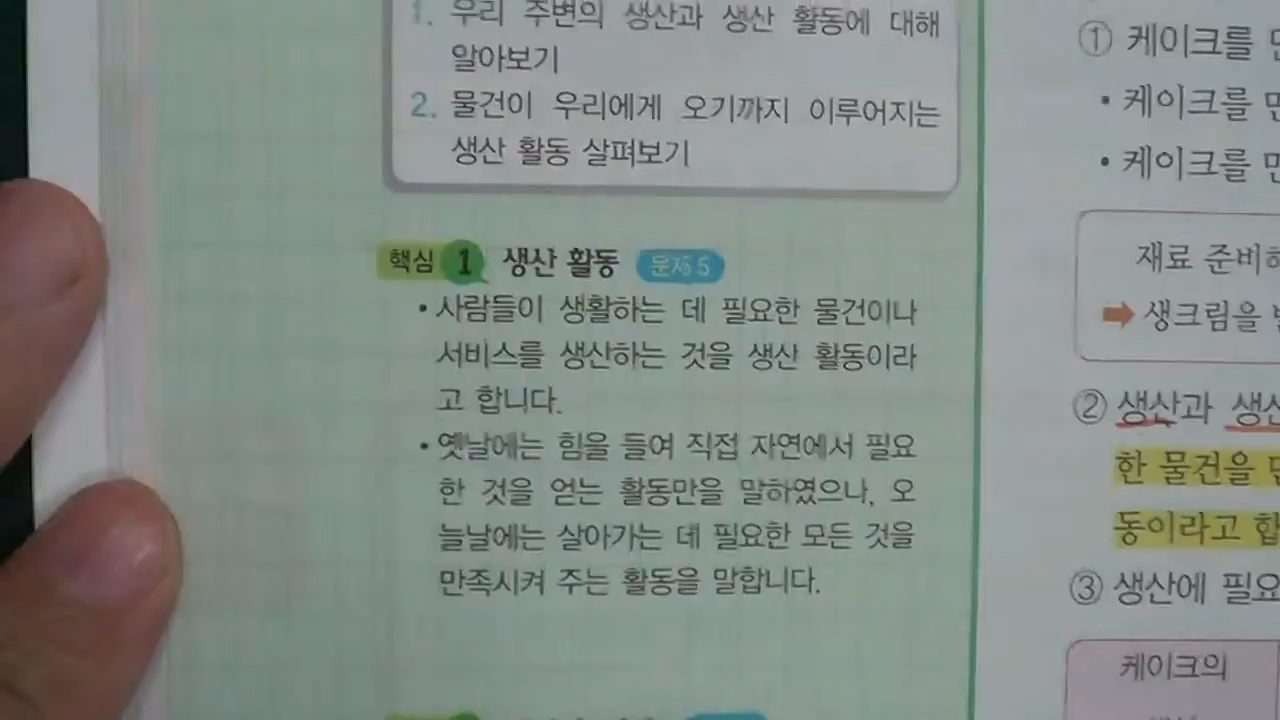 1. 우리 주변의 생산과 생산 활동에 대해
알아보기
2. 물건이 우리에게 오기까지 이루어지는
생산 활동 살펴보기
핵심 1 생산 활동 문제 5
• 사람들이 생활하는 데 필요한 물건이나
서비스를 생산하는 것을 생산 활동이라
고 합니다.
• 옛날에는 힘을 들여 직접 자연에서 필요
한 것을 얻는 활동만을 말하였으나, 오
늘날에는 살아가는 데 필요한 모든 것을
만족시켜 주는 활동을 말합니다.
① 케이크를
• 케이크를
• 케이크를
재료
➡ 생크림을
② 생산과
한 물건을
동이라고
③ 생산에
케이크의